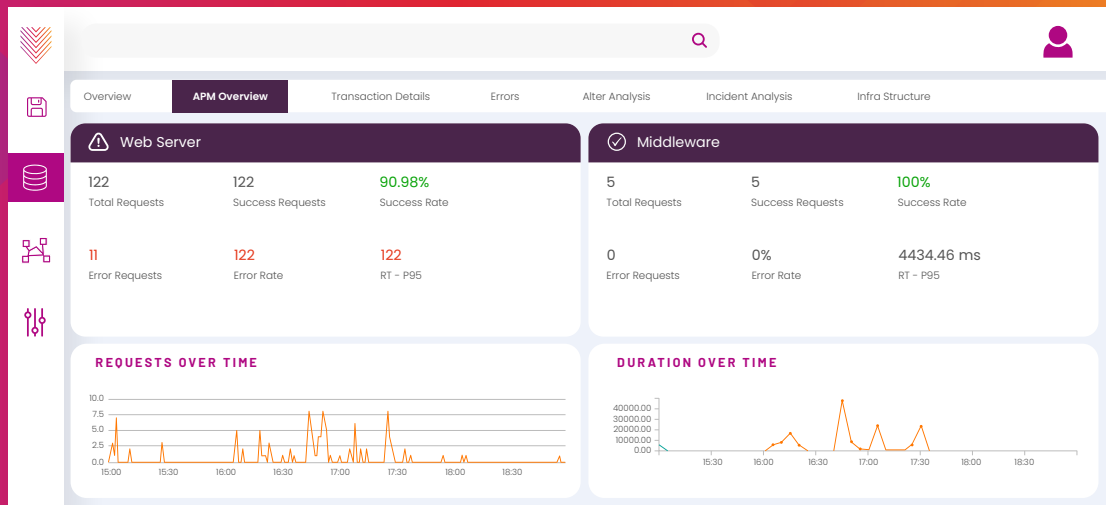 Overview APM Overview Transaction Details Errors Alter Analysis Incident Analysis Infra Structure
Web Server
122 122 90.98%
Total Requests Success Requests Success Rate
11 122 122
Error Requests Error Rate RT - P95
Middleware
5 5 100%
Total Requests Success Requests Success Rate
0 0% 4434.46 ms
Error Requests Error Rate RT - P95
REQUESTS OVER TIME
10.0
7.5
5.0
2.5
0.0
15:00 15:30 16:00 16:30 17:00 17:30 18:00 18:30
DURATION OVER TIME
40000.00
30000.00
20000.00
10000.00
0.00
15:30 16:00 16:30 17:00 17:30 18:00 18:30